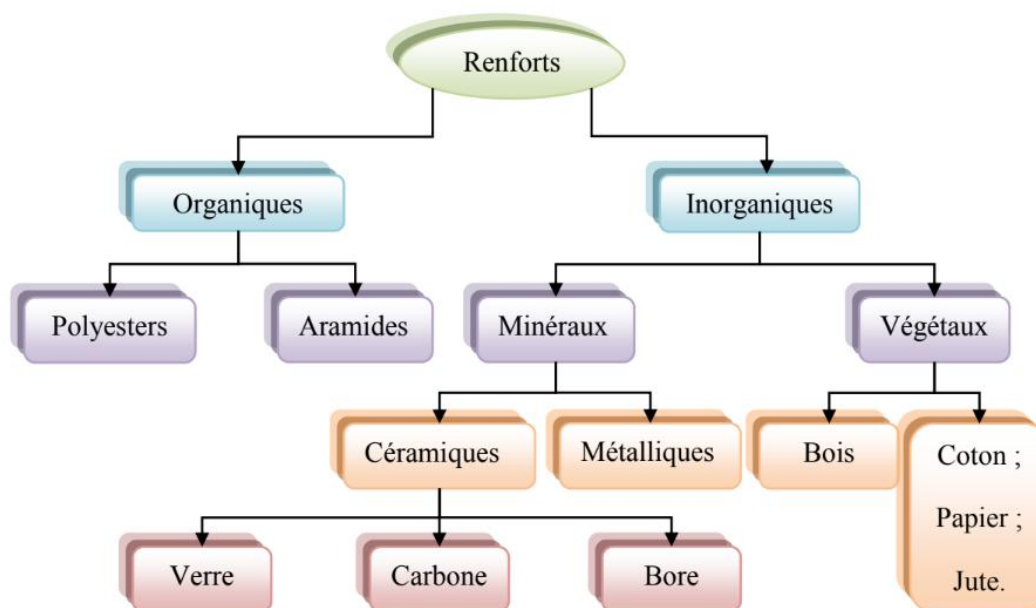 Renforts
Organiques
Inorganiques
Polyesters
Aramides
Minéraux
Végétaux
Céramiques
Métalliques
Bois
Coton ;
Papier ;
Jute.
Verre
Carbone
Bore